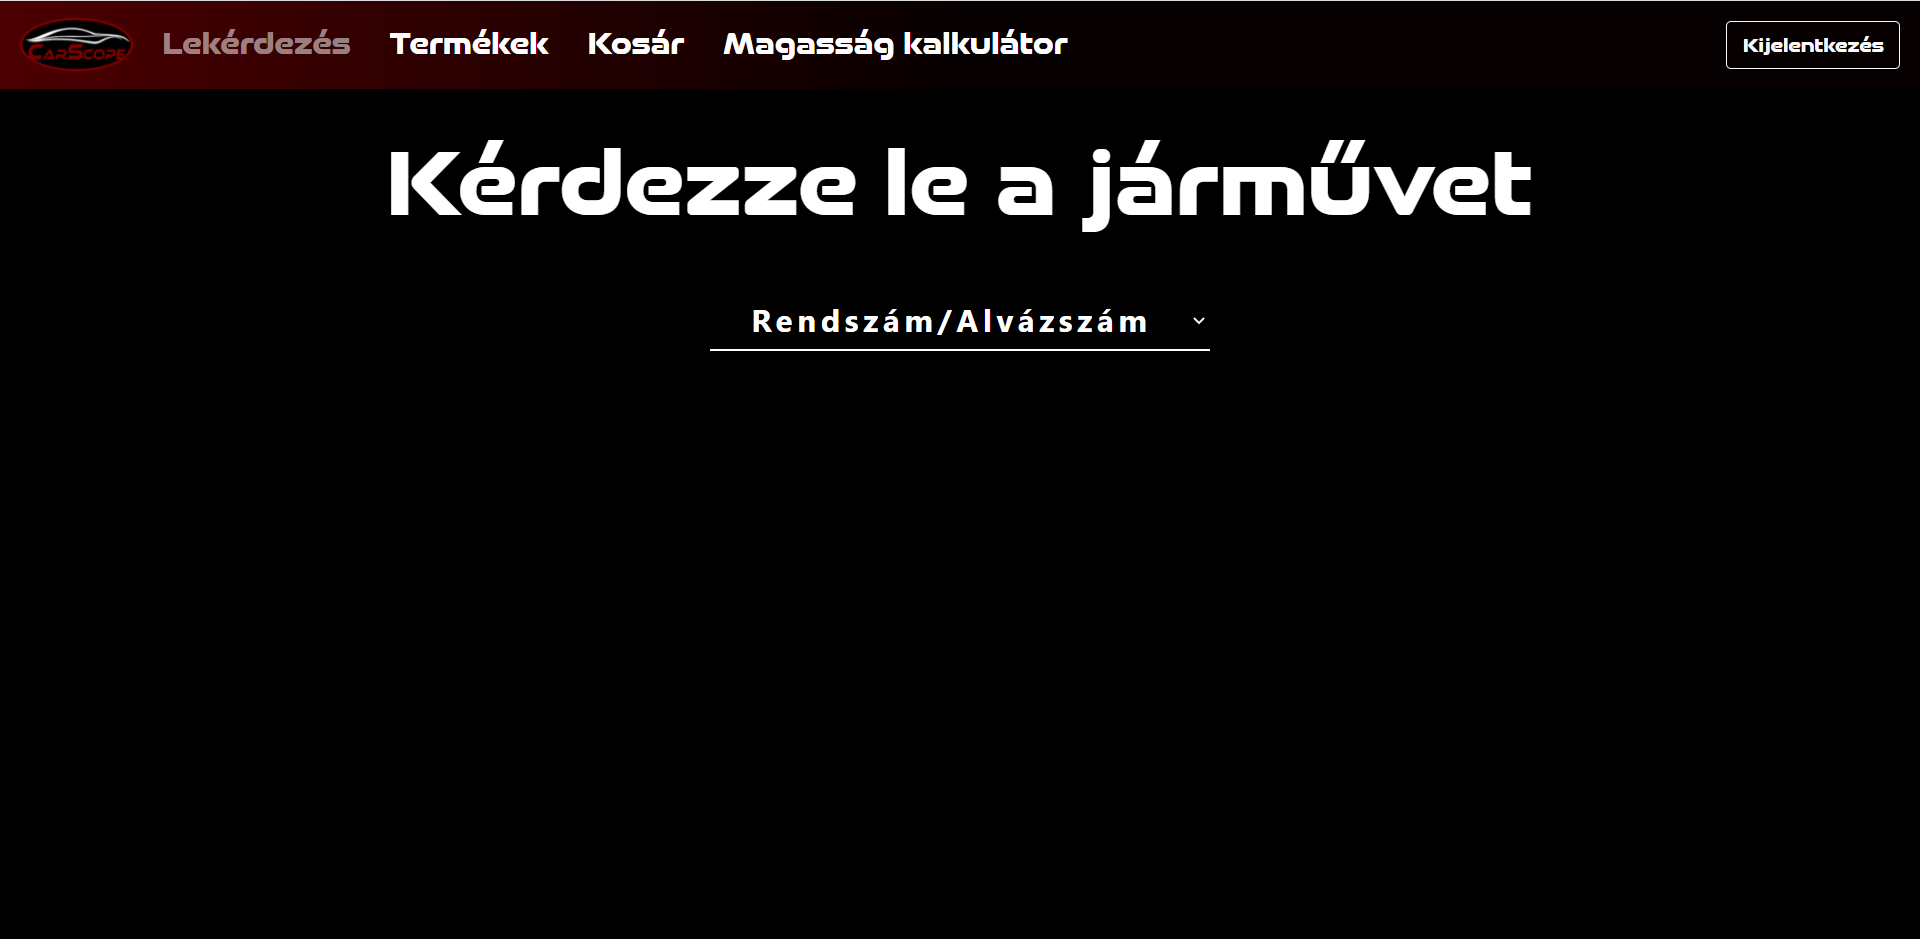 CarScope
Lekérdezés Termékek Kosár Magasság kalkulátor Kijelentkezés
Kérdezze le a járművet
Rendszám/Alvázszám